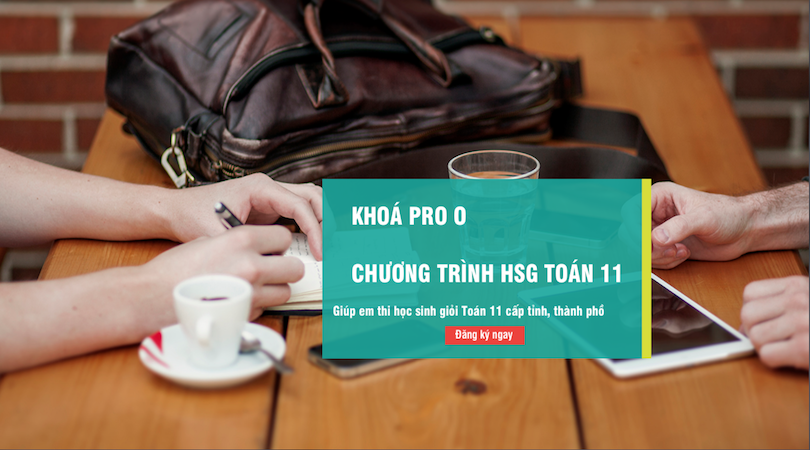 KHOÁ PRO O
CHƯƠNG TRÌNH HSG TOÁN 11
Giúp em thi học sinh giỏi Toán 11 cấp tỉnh, thành phố
Đăng ký ngay